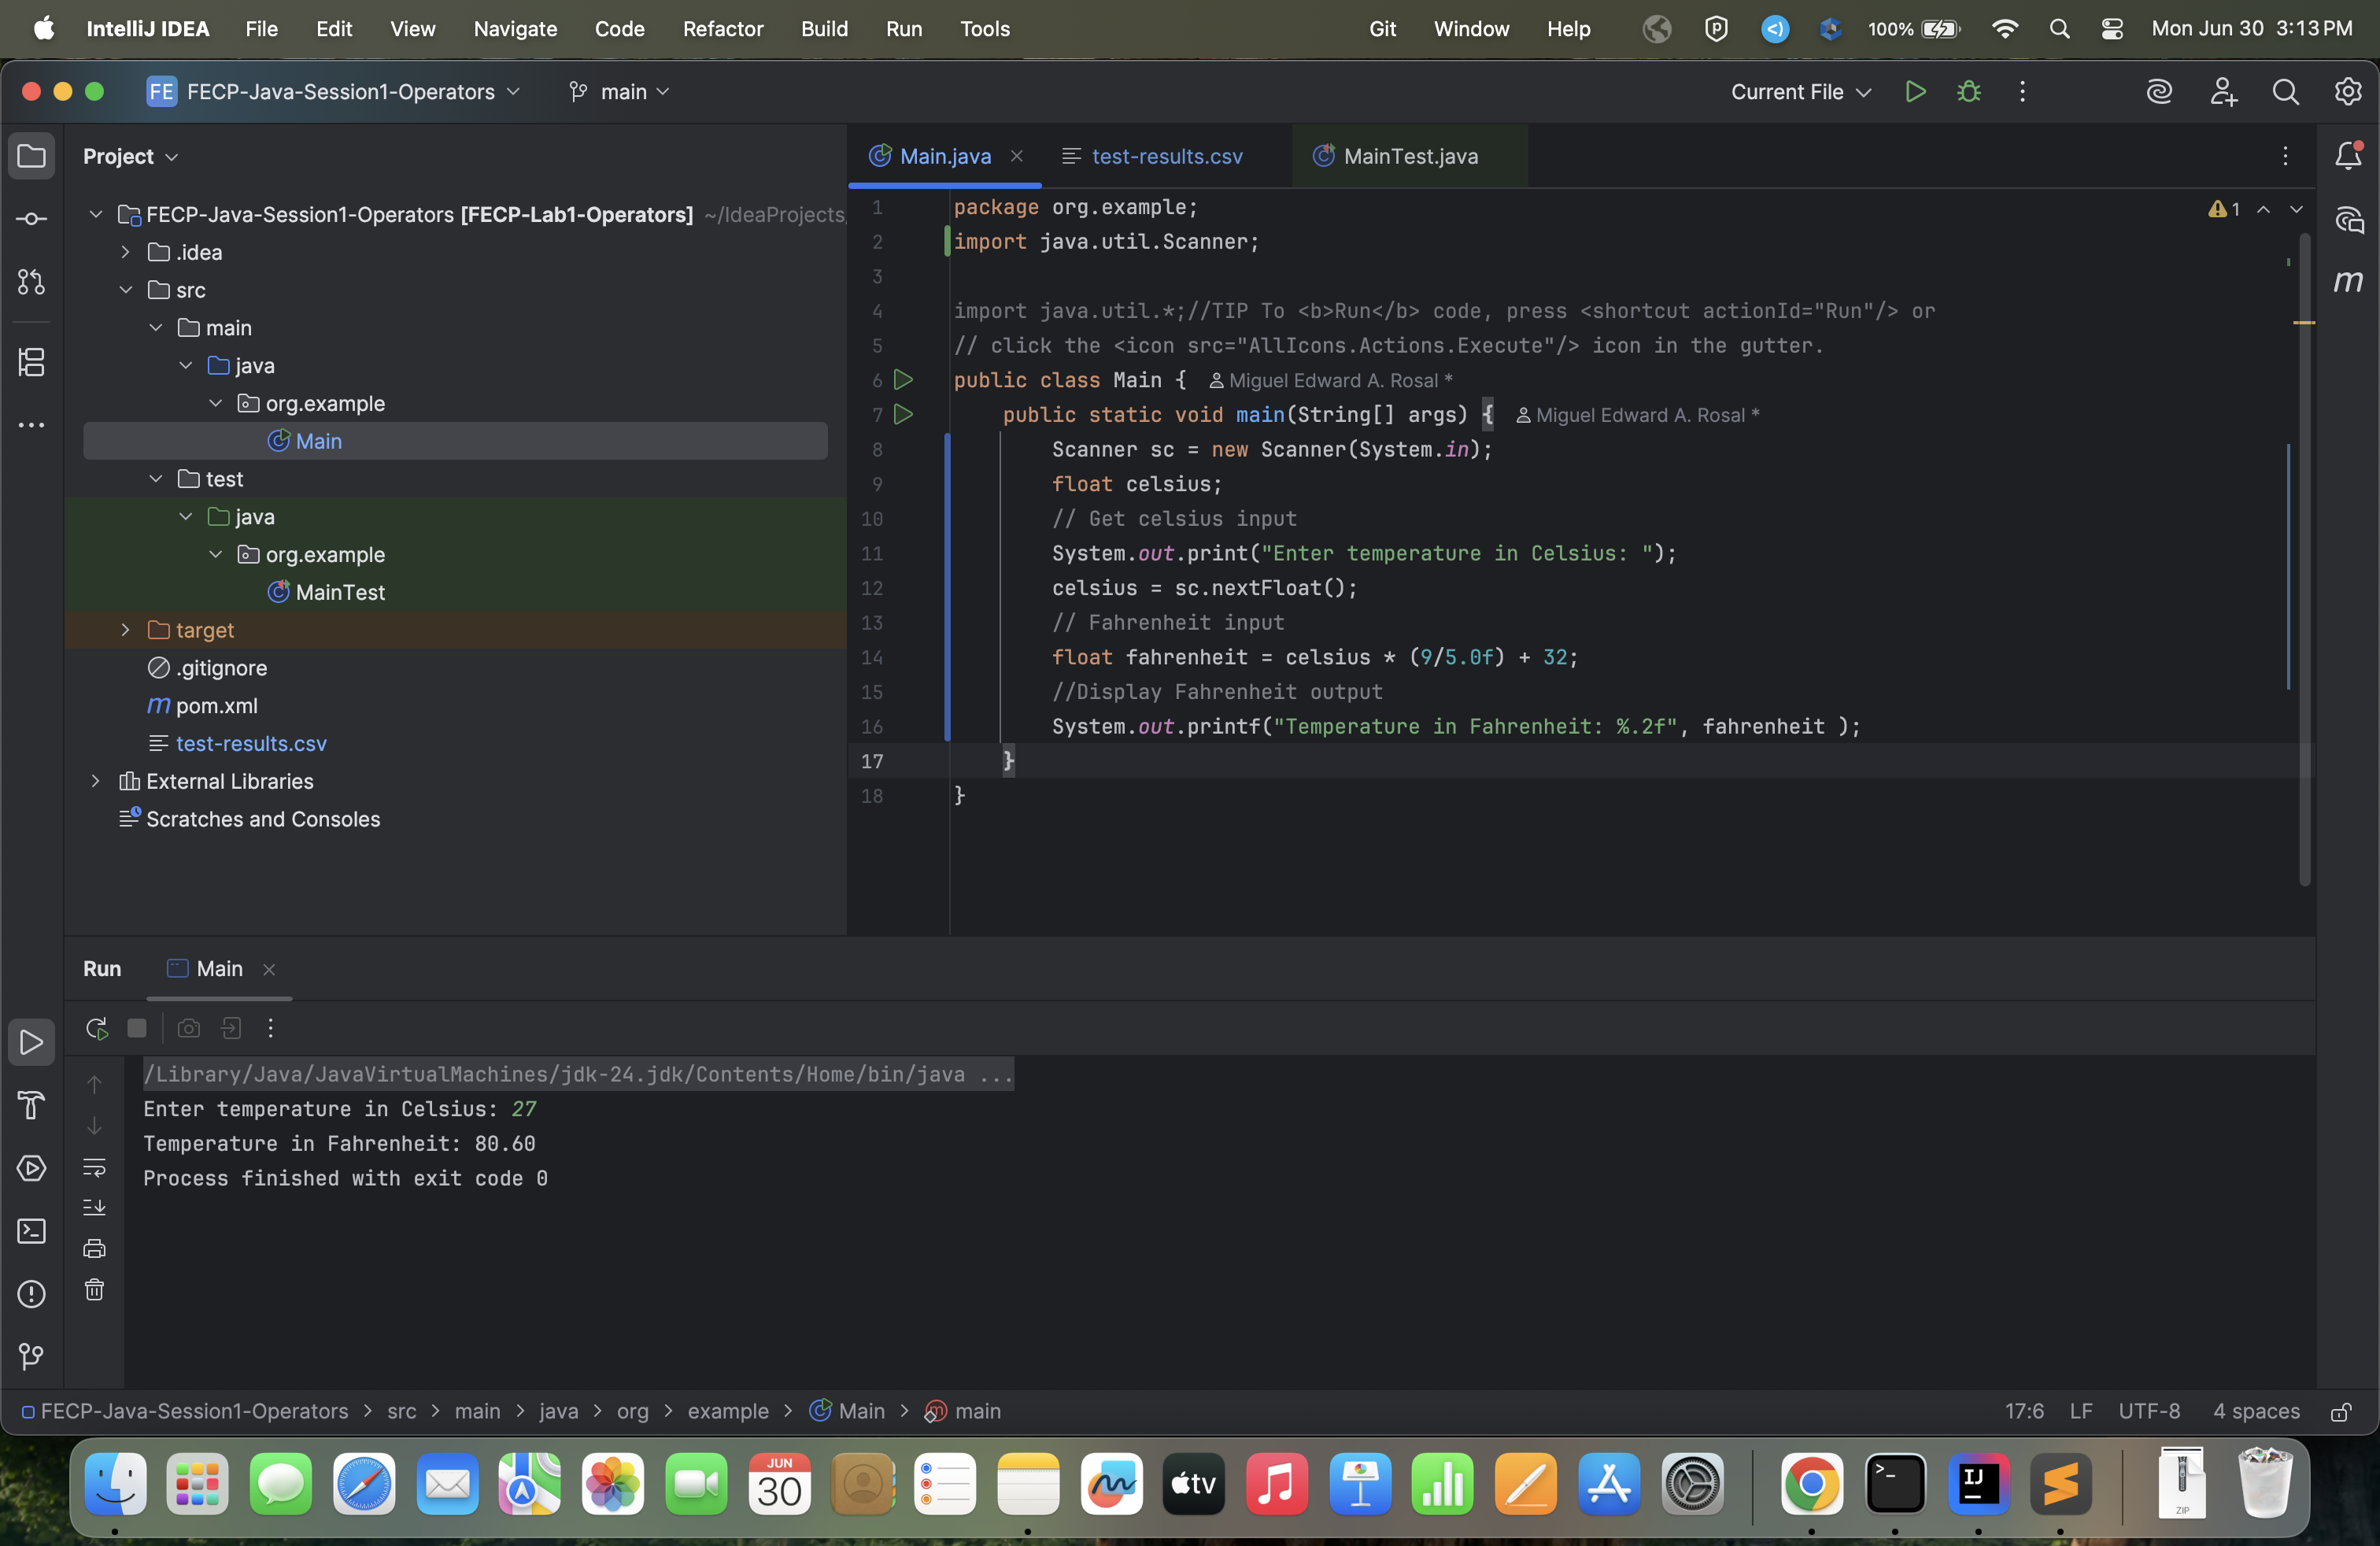 IntelliJ IDEA File Edit View Navigate Code Refactor Build Run Tools Git Window Help 100% Mon Jun 30 3:13 PM
FE FECP-Java-Session1-Operators main Current File
Project
FECP-Java-Session1-Operators [FECP-Lab1-Operators] ~/IdeaProjects/
.idea
src
main
java
org.example
Main
test
java
org.example
MainTest
target
.gitignore
pom.xml
test-results.csv
External Libraries
Scratches and Consoles
Main.java test-results.csv MainTest.java
1
1 package org.example;
2 import java.util.Scanner;
3
4 import java.util.*;//TIP To <b>Run</b> code, press <shortcut actionId="Run"/> or
5 // click the <icon src="AllIcons.Actions.Execute"/> icon in the gutter.
6 public class Main { Miguel Edward A. Rosal *
7 public static void main(String[] args) { Miguel Edward A. Rosal *
8 Scanner sc = new Scanner(System.in);
9 float celsius;
10 // Get celsius input
11 System.out.print("Enter temperature in Celsius: ");
12 celsius = sc.nextFloat();
13 // Fahrenheit input
14 float fahrenheit = celsius * (9/5.0f) + 32;
15 //Display Fahrenheit output
16 System.out.printf("Temperature in Fahrenheit: %.2f", fahrenheit );
17 }
18 }
Run Main
/Library/Java/JavaVirtualMachines/jdk-24.jdk/Contents/Home/bin/java ...
Enter temperature in Celsius: 27
Temperature in Fahrenheit: 80.60
Process finished with exit code 0
FECP-Java-Session1-Operators > src > main > java > org > example > Main > main 17:6 LF UTF-8 4 spaces
JUN
30
tv
IJ
ZIP